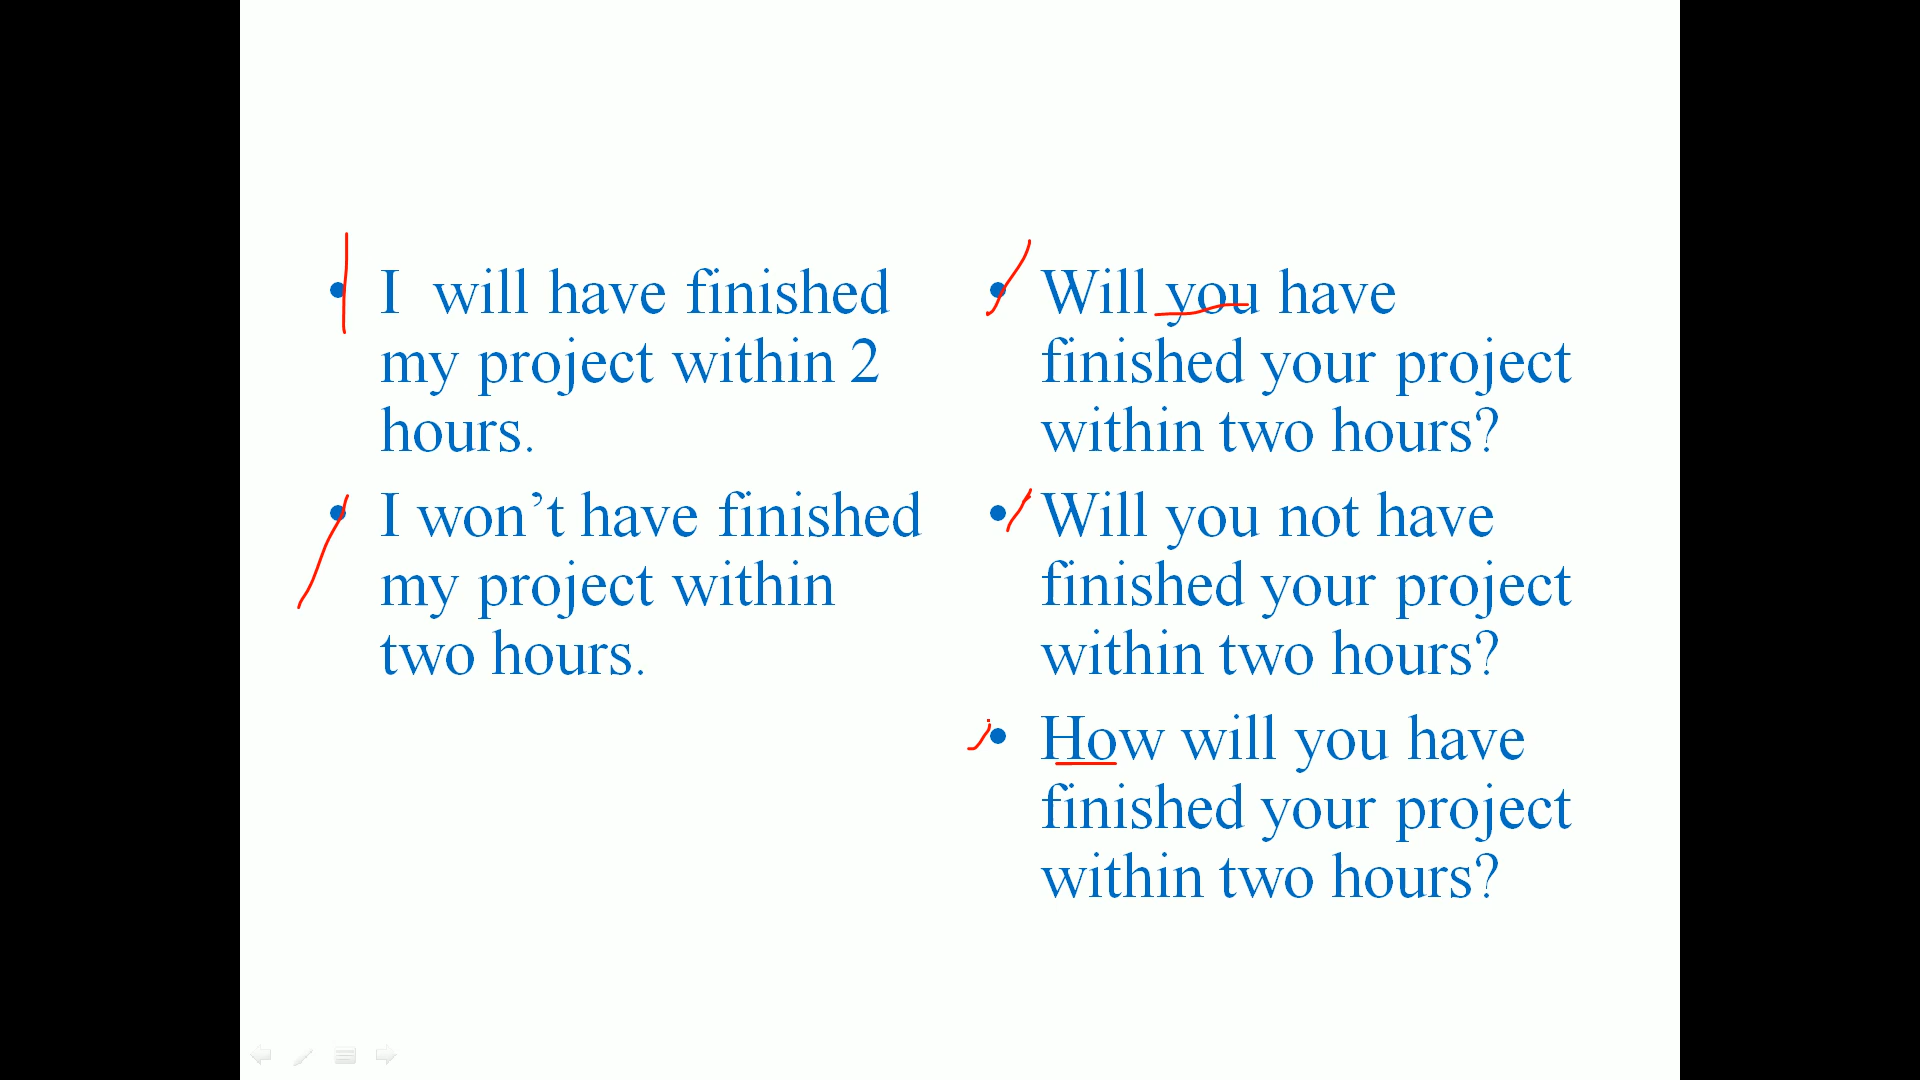 • I will have finished
my project within 2
hours.
• I won’t have finished
my project within
two hours.
• Will you have
finished your project
within two hours?
• Will you not have
finished your project
within two hours?
• How will you have
finished your project
within two hours?